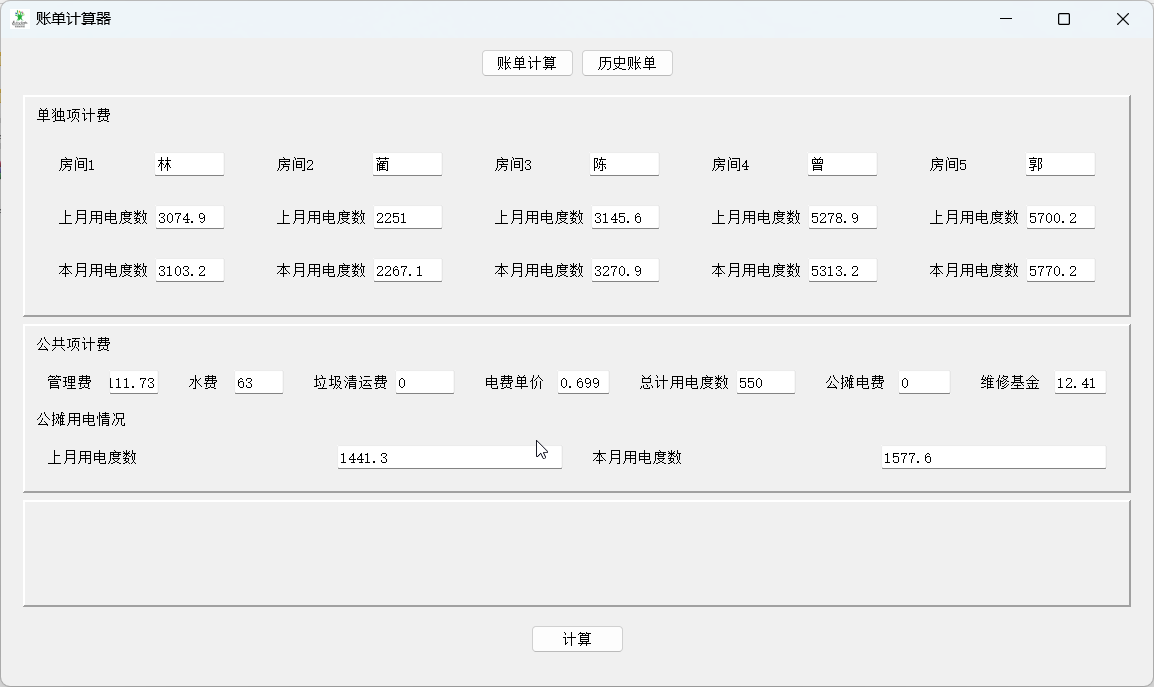 账单计算器
账单计算 历史账单
单独项计费
房间1 林 房间2 蔺 房间3 陈 房间4 曾 房间5 郭
上月用电度数 3074.9 上月用电度数 2251 上月用电度数 3145.6 上月用电度数 5278.9 上月用电度数 5700.2
本月用电度数 3103.2 本月用电度数 2267.1 本月用电度数 3270.9 本月用电度数 5313.2 本月用电度数 5770.2
公共项计费
管理费 111.73 水费 63 垃圾清运费 0 电费单价 0.699 总计用电度数 550 公摊电费 0 维修基金 12.41
公摊用电情况
上月用电度数 1441.3 本月用电度数 1577.6
计算